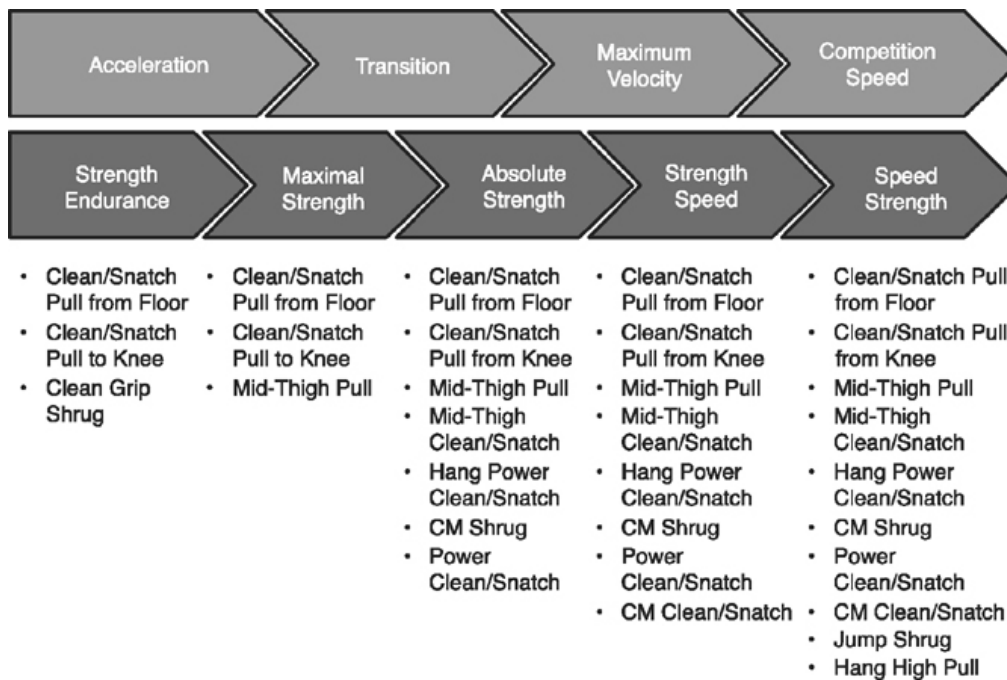 Acceleration
Transition
Maximum
Velocity
Competition
Speed
Strength
Endurance
Maximal
Strength
Absolute
Strength
Strength
Speed
Speed
Strength
• Clean/Snatch
Pull from Floor
• Clean/Snatch
Pull to Knee
• Clean Grip
Shrug
• Clean/Snatch
Pull from Floor
• Clean/Snatch
Pull to Knee
• Mid-Thigh Pull
• Clean/Snatch
Pull from Floor
• Clean/Snatch
Pull from Knee
• Mid-Thigh Pull
• Mid-Thigh
Clean/Snatch
• Hang Power
Clean/Snatch
• CM Shrug
• Power
Clean/Snatch
• Clean/Snatch
Pull from Floor
• Clean/Snatch
Pull from Knee
• Mid-Thigh Pull
• Mid-Thigh
Clean/Snatch
• Hang Power
Clean/Snatch
• CM Shrug
• Power
Clean/Snatch
• CM Clean/Snatch
• Clean/Snatch Pull
from Floor
• Clean/Snatch Pull
from Knee
• Mid-Thigh Pull
• Mid-Thigh
Clean/Snatch
• Hang Power
Clean/Snatch
• CM Shrug
• Power
Clean/Snatch
• CM Clean/Snatch
• Jump Shrug
• Hang High Pull